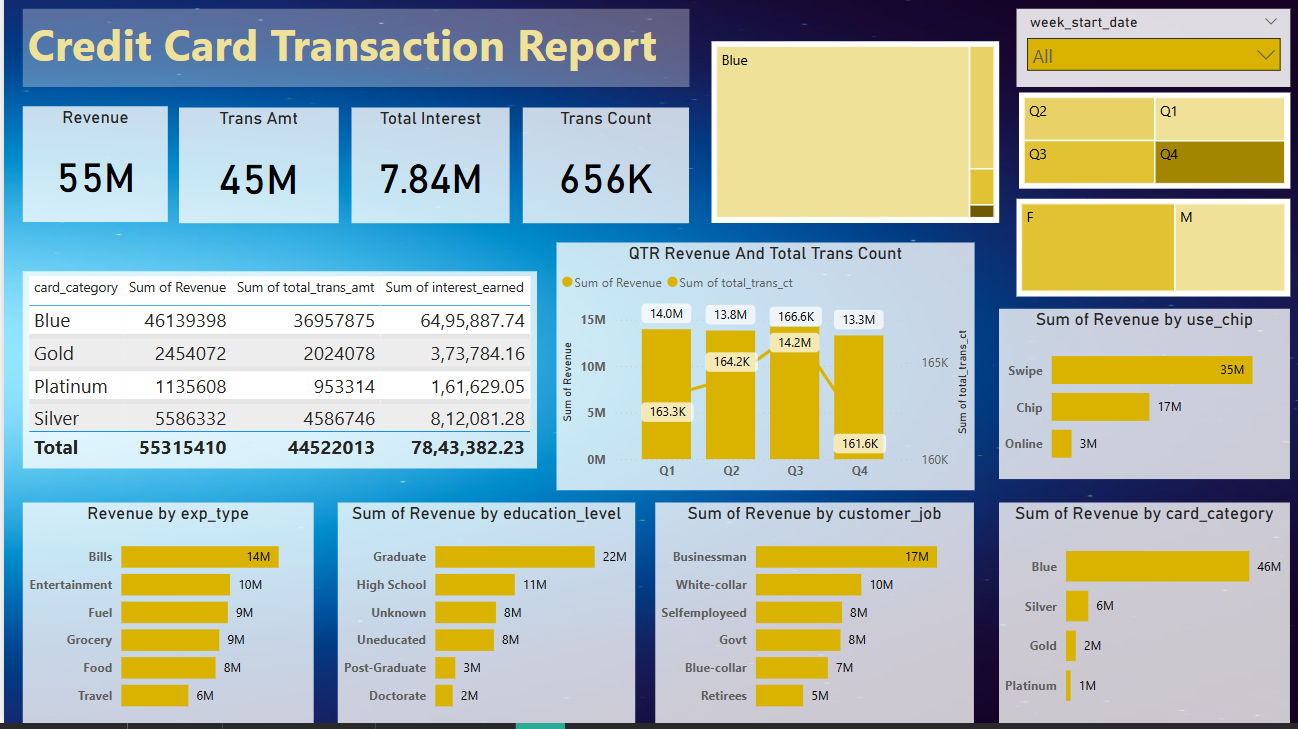 Credit Card Transaction Report
Revenue
55M
Trans Amt
45M
Total Interest
7.84M
Trans Count
656K
Blue
week_start_date
All
Q2
Q1
Q3
Q4
F
M
card_category Sum of Revenue Sum of total_trans_amt Sum of interest_earned
Blue 46139398 36957875 64,95,887.74
Gold 2454072 2024078 3,73,784.16
Platinum 1135608 953314 1,61,629.05
Silver 5586332 4586746 8,12,081.28
Total 55315410 44522013 78,43,382.23
QTR Revenue And Total Trans Count
Sum of Revenue Sum of total_trans_ct
Sum of Revenue
15M
10M
5M
0M
14.0M
13.8M
166.6K
13.3M
14.2M
164.2K
163.3K
161.6K
165K
160K
Sum of total_trans_ct
Q1 Q2 Q3 Q4
Sum of Revenue by use_chip
Swipe 35M
Chip 17M
Online 3M
Revenue by exp_type
Bills 14M
Entertainment 10M
Fuel 9M
Grocery 9M
Food 8M
Travel 6M
Sum of Revenue by education_level
Graduate 22M
High School 11M
Unknown 8M
Uneducated 8M
Post-Graduate 3M
Doctorate 2M
Sum of Revenue by customer_job
Businessman 17M
White-collar 10M
Selfemployeed 8M
Govt 8M
Blue-collar 7M
Retirees 5M
Sum of Revenue by card_category
Blue 46M
Silver 6M
Gold 2M
Platinum 1M